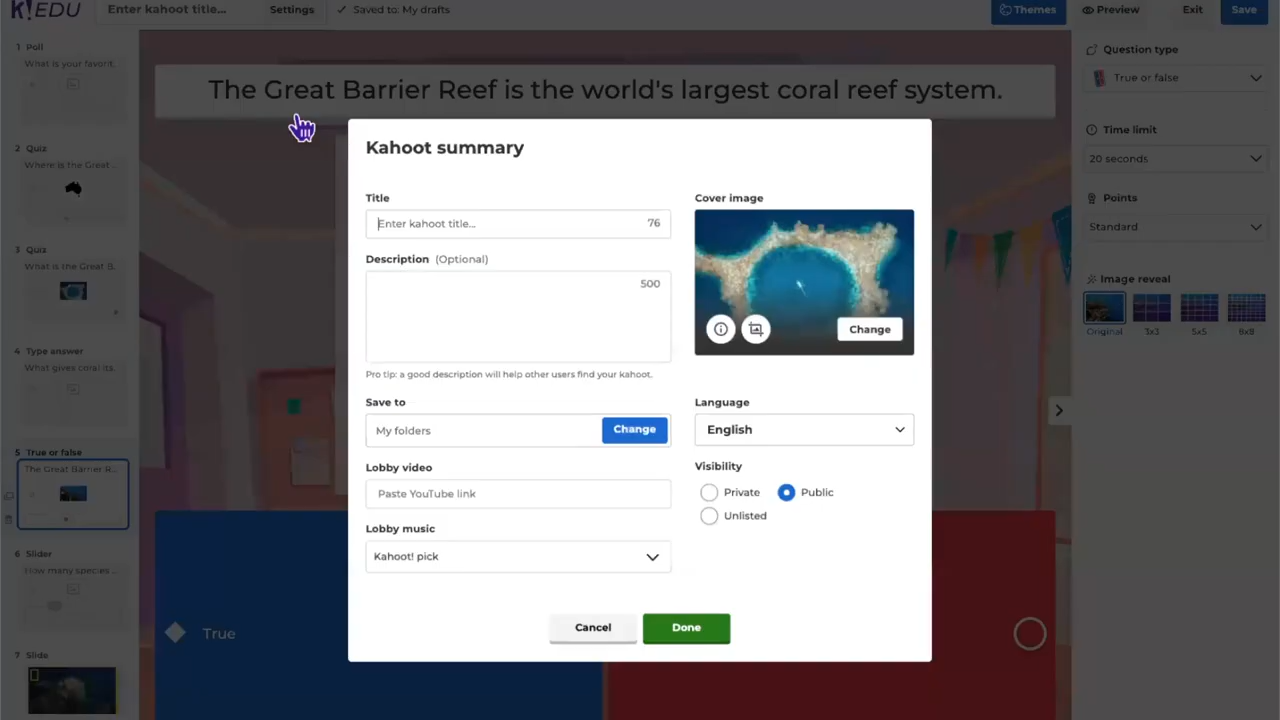 K!EDU
Enter kahoot title...
Settings
✓ Saved to: My drafts
Themes
Preview
Exit
Save
1 Poll
What is your favorit.
2 Quiz
Where is the Great ...
3 Quiz
What is the Great B.
4 Type answer
What gives coral its.
5 True or false
The Great Barrier R...
6 Slider
How many species ...
7 Slide
The Great Barrier Reef is the world's largest coral reef system.
Kahoot summary
Title
Enter kahoot title...
76
Description (Optional)
500
Pro tip: a good description will help other users find your kahoot.
Save to
My folders
Change
Lobby video
Paste YouTube link
Lobby music
Kahoot! pick
Cover image
Change
Language
English
Visibility
Private
Public
Unlisted
Cancel
Done
True
Question type
True or false
Time limit
20 seconds
Points
Standard
Image reveal
Original
3x3
5x5
8x8